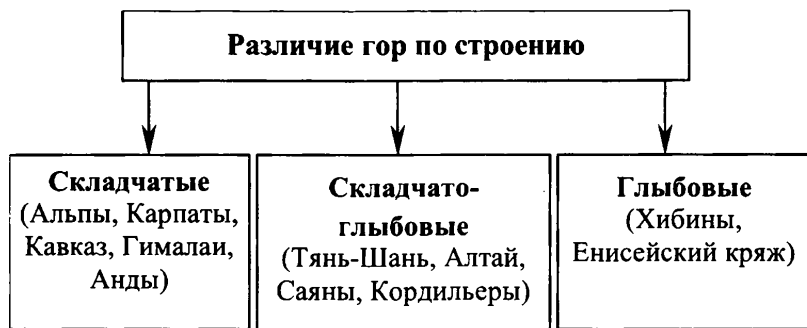 Различие гор по строению
Складчатые
(Альпы, Карпаты,
Кавказ, Гималаи,
Анды)
Складчато-
глыбовые
(Тянь-Шань, Алтай,
Саяны, Кордильеры)
Глыбовые
(Хибины,
Енисейский кряж)